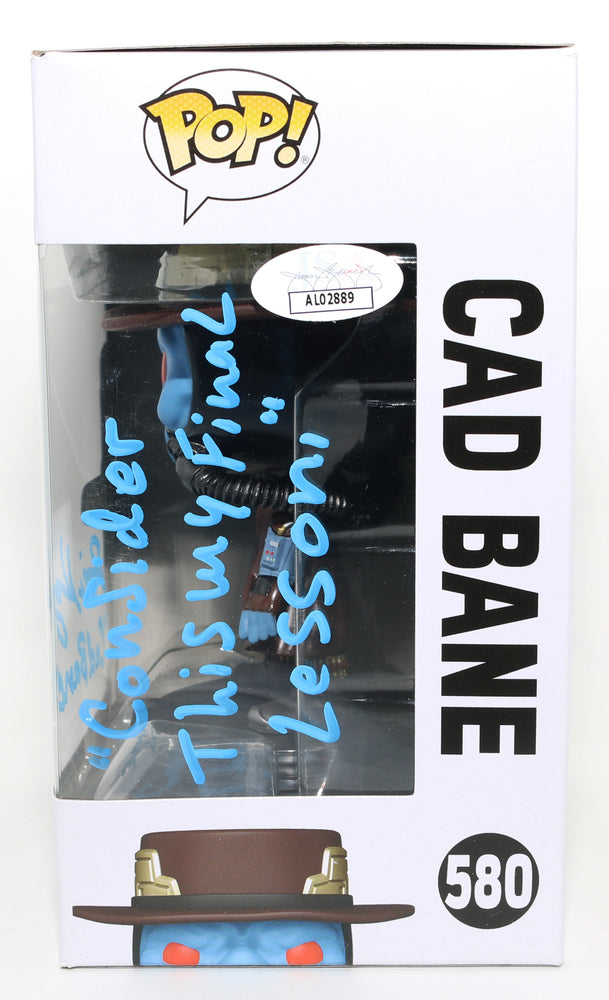 POP!
AL02889
CAD BANE
"Consider
This my Final
Lesson"
580